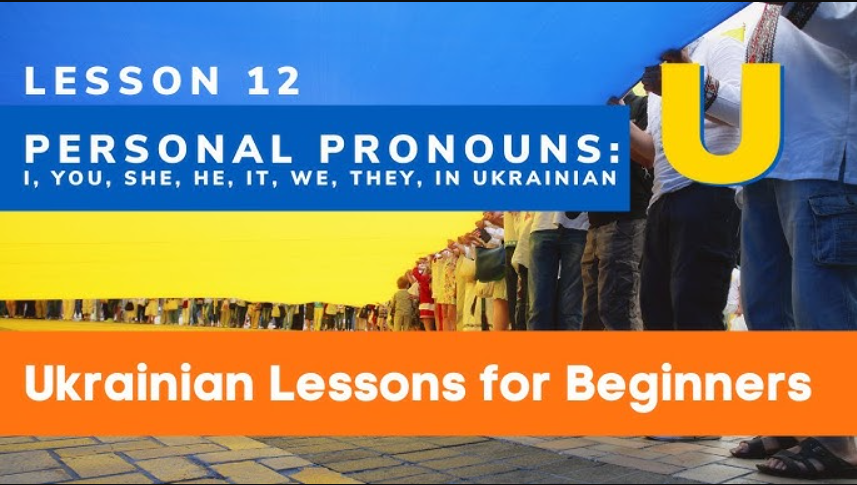 LESSON 12
U
PERSONAL PRONOUNS:
I, YOU, SHE, HE, IT, WE, THEY, IN UKRAINIAN
Ukrainian Lessons for Beginners